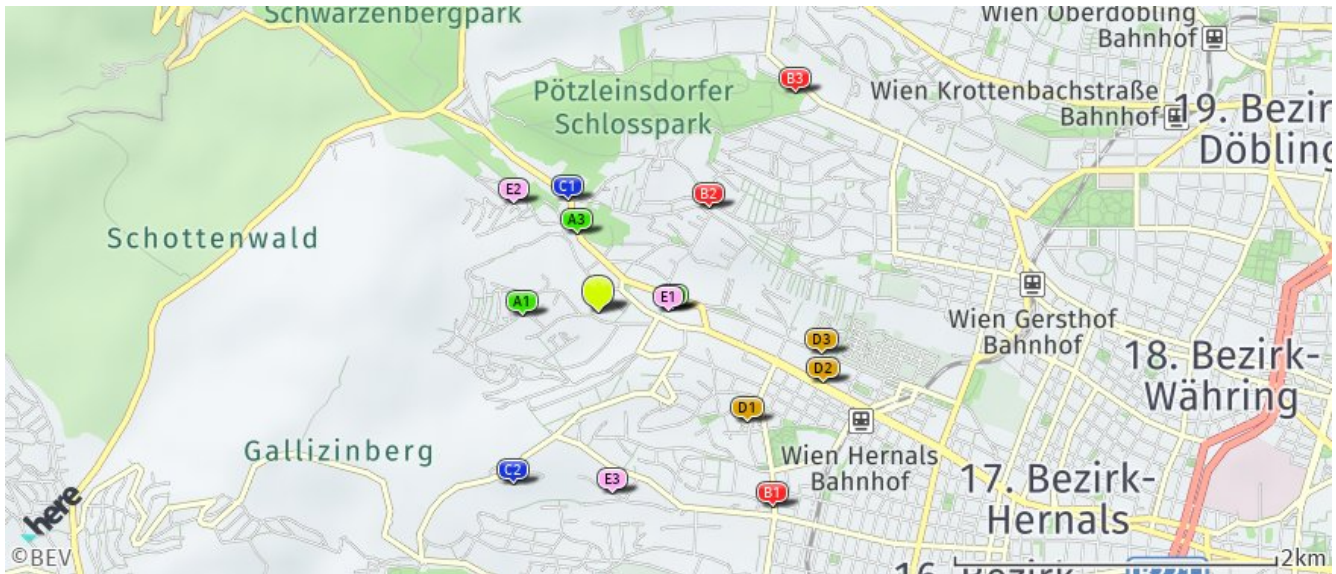 Schwarzenbergpark
Wien Oberdöbling
Bahnhof
B3
Pötzleinsdorfer
Schlosspark
Wien Krottenbachstraße
Bahnhof
19. Bezir
Döbling
E2
C1
B2
A3
Schottenwald
A1
E1
Wien Gersthof
Bahnhof
D3
D2
18. Bezirk-
Währing
D1
Gallizinberg
Wien Hernals
Bahnhof
C2
E3
B1
17. Bezirk-
Hernals
here
©BEV
2km
16. Bezirk-